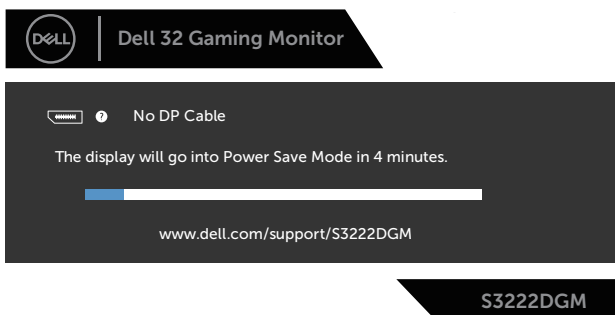 DELL
Dell 32 Gaming Monitor
? No DP Cable
The display will go into Power Save Mode in 4 minutes.
www.dell.com/support/S3222DGM
S3222DGM